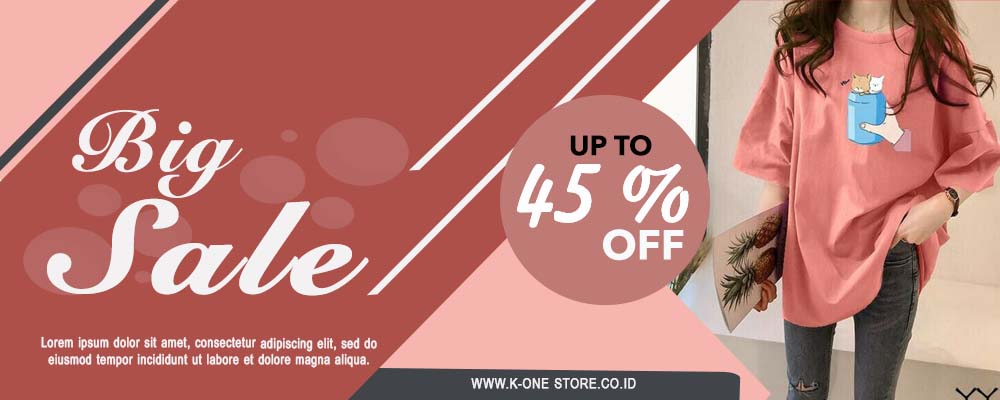 Big
Sale
Lorem ipsum dolor sit amet, consectetur adipiscing elit, sed do
eiusmod tempor incididunt ut labore et dolore magna aliqua.
UP TO
45 %
OFF
WWW.K-ONE STORE.CO.ID